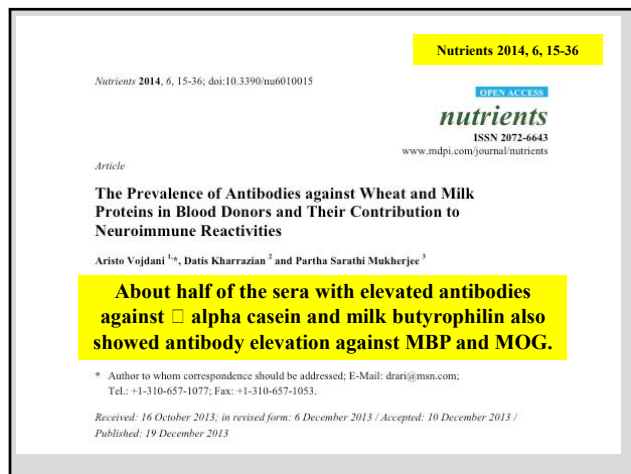 Nutrients 2014, 6, 15-36
Nutrients 2014, 6, 15-36; doi:10.3390/nu6010015
OPEN ACCESS
nutrients
ISSN 2072-6643
www.mdpi.com/journal/nutrients
Article
The Prevalence of Antibodies against Wheat and Milk
Proteins in Blood Donors and Their Contribution to
Neuroimmune Reactivities
Aristo Vojdani 1,*, Datis Kharrazian 2 and Partha Sarathi Mukherjee 3
About half of the sera with elevated antibodies
against □ alpha casein and milk butyrophilin also
showed antibody elevation against MBP and MOG.
* Author to whom correspondence should be addressed; E-Mail: drari@msn.com;
Tel.: +1-310-657-1077; Fax: +1-310-657-1053.
Received: 16 October 2013; in revised form: 6 December 2013 / Accepted: 10 December 2013 /
Published: 19 December 2013